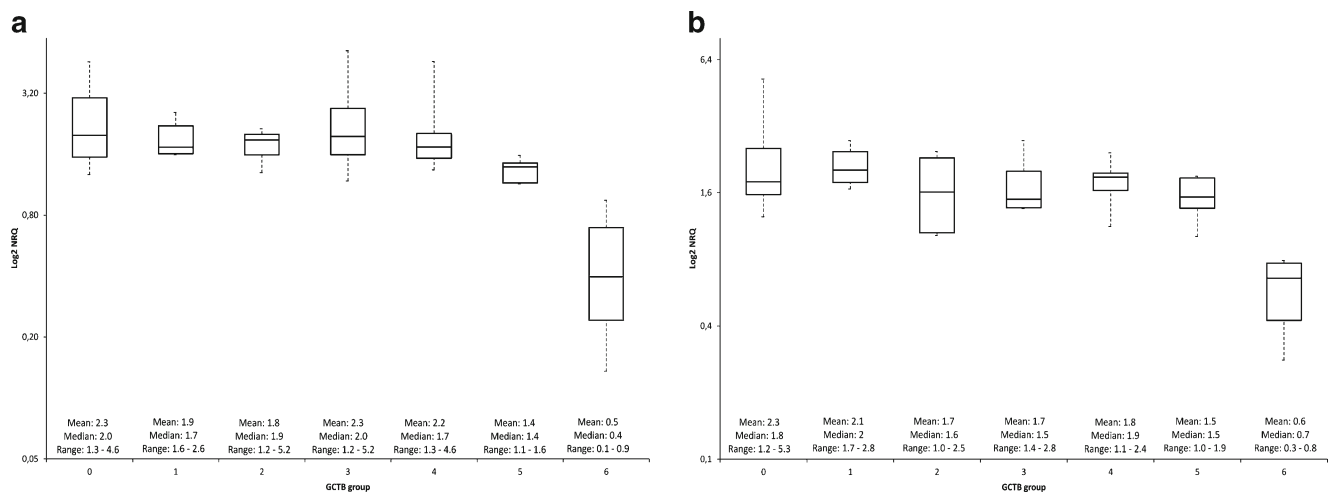 a
3,20
0,80
0,20
0,05
Log2 NRQ
Mean: 2.3
Median: 2.0
Range: 1.3 - 4.6
Mean: 1.9
Median: 1.7
Range: 1.6 - 2.6
Mean: 1.8
Median: 1.9
Range: 1.2 - 5.2
Mean: 2.3
Median: 2.0
Range: 1.2 - 5.2
Mean: 2.2
Median: 1.7
Range: 1.3 - 4.6
Mean: 1.4
Median: 1.4
Range: 1.1 - 1.6
Mean: 0.5
Median: 0.4
Range: 0.1 - 0.9
0 1 2 3 4 5 6
GCTB group
b
6,4
1,6
0,4
0,1
Log2 NRQ
Mean: 2.3
Median: 1.8
Range: 1.2 - 5.3
Mean: 2.1
Median: 2
Range: 1.7 - 2.8
Mean: 1.7
Median: 1.6
Range: 1.0 - 2.5
Mean: 1.7
Median: 1.5
Range: 1.4 - 2.8
Mean: 1.8
Median: 1.9
Range: 1.1 - 2.4
Mean: 1.5
Median: 1.5
Range: 1.0 - 1.9
Mean: 0.6
Median: 0.7
Range: 0.3 - 0.8
0 1 2 3 4 5 6
GCTB group